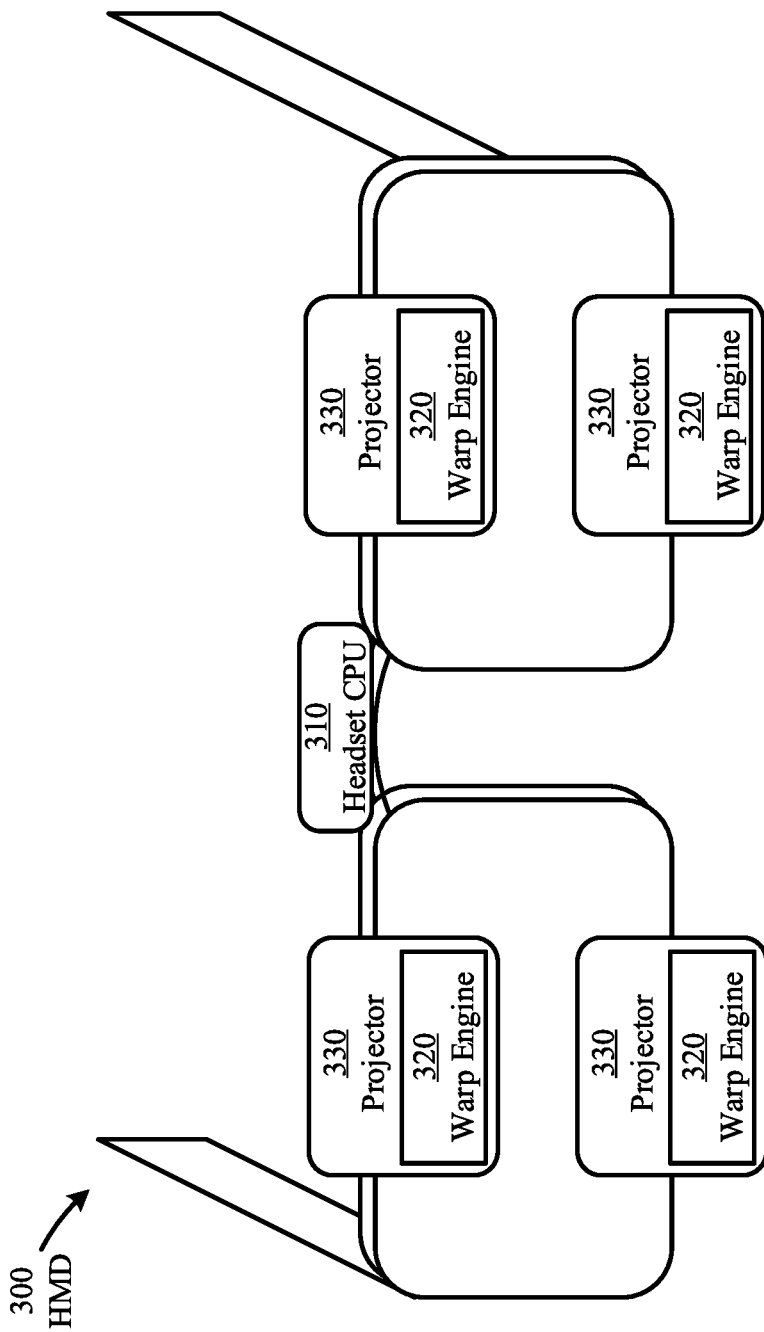 300
HMD
310
Headset CPU
330
Projector
320
Warp Engine
330
Projector
320
Warp Engine
330
Projector
320
Warp Engine
330
Projector
320
Warp Engine